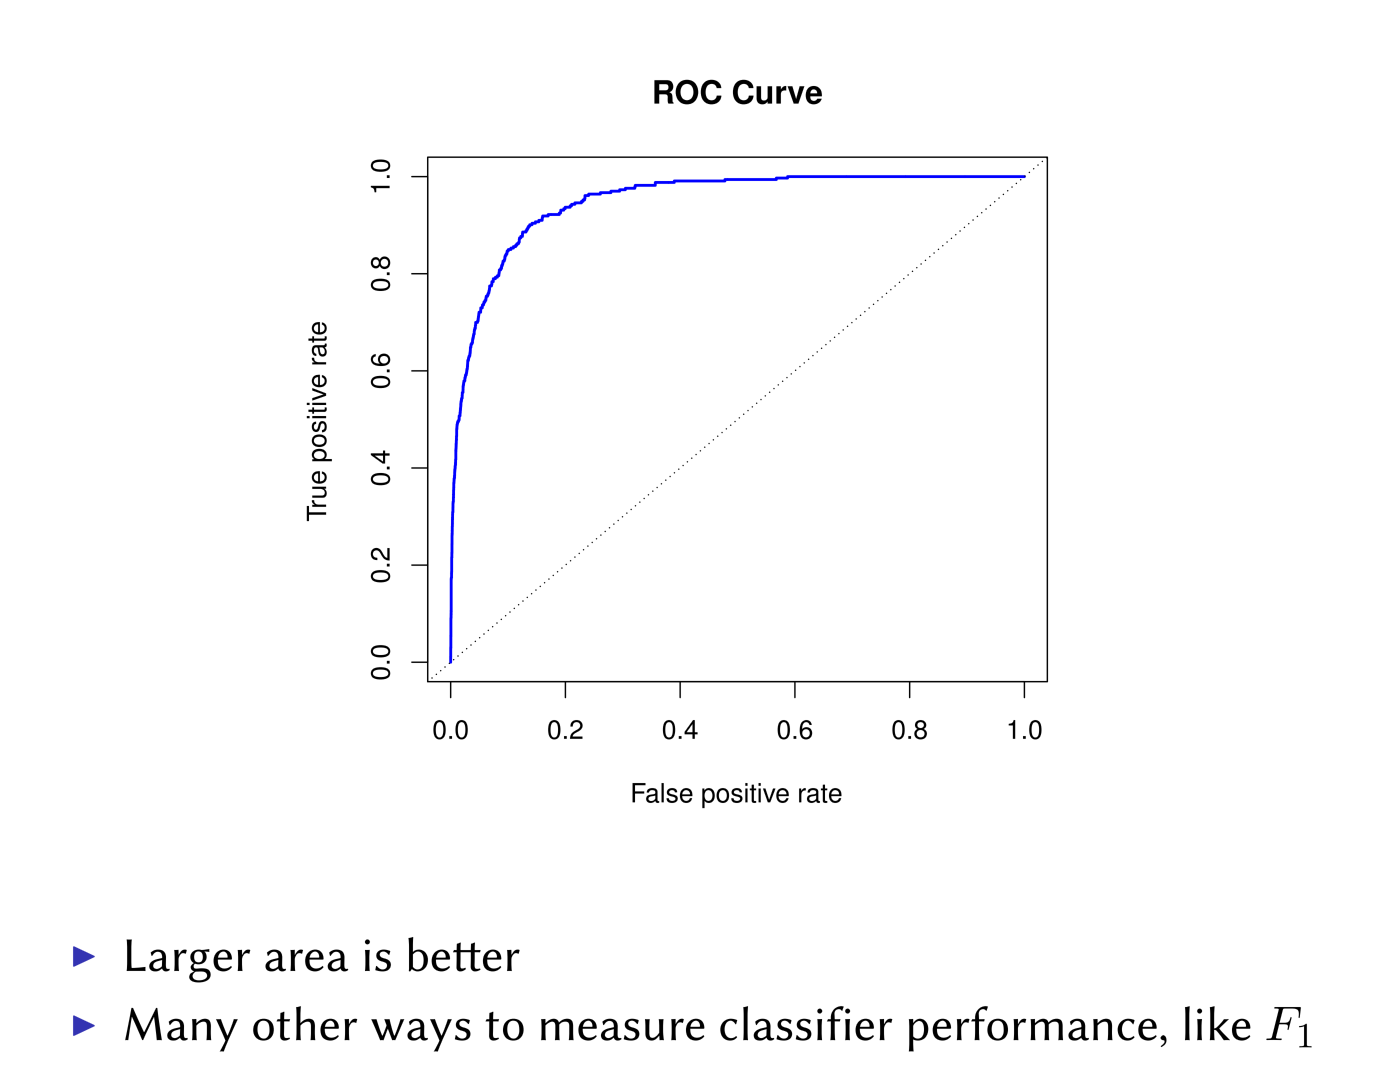 ROC Curve
True positive rate
1.0
0.8
0.6
0.4
0.2
0.0
0.0 0.2 0.4 0.6 0.8 1.0
False positive rate
Larger area is better
Many other ways to measure classifier performance, like F₁